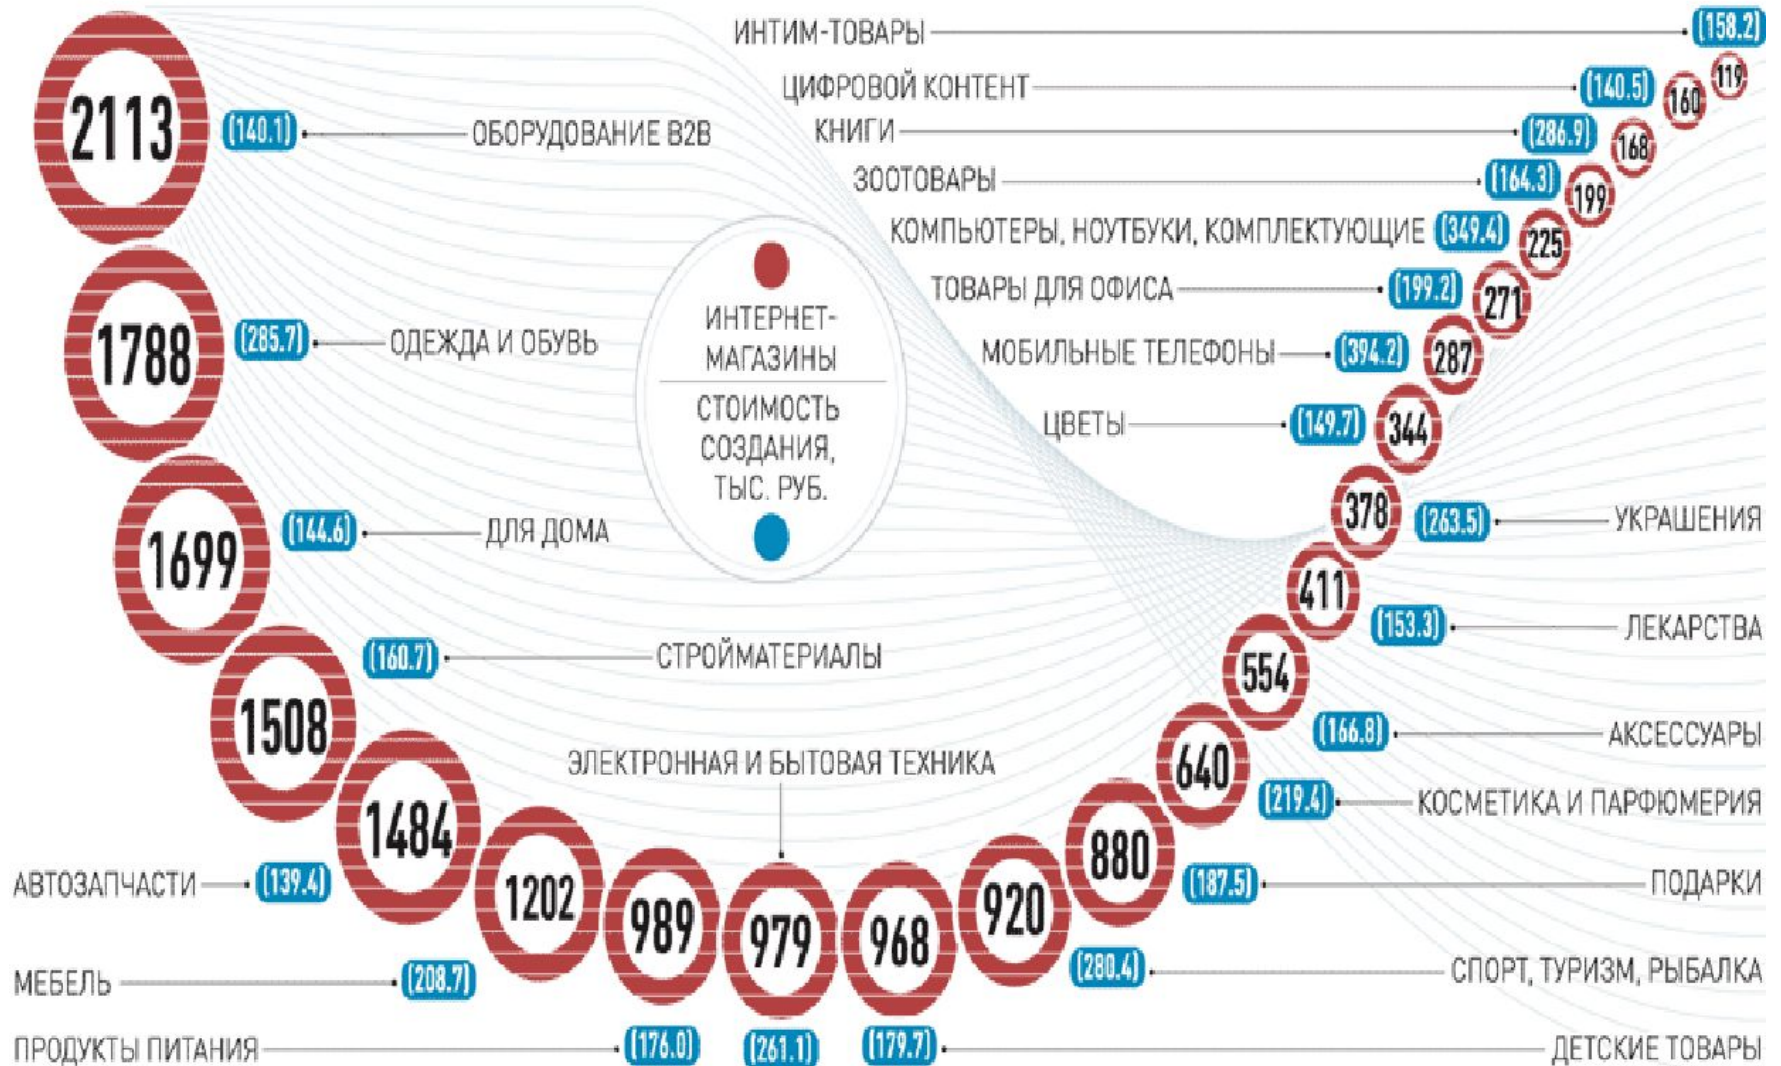 ИНТИМ-ТОВАРЫ (158.2)
119
ЦИФРОВОЙ КОНТЕНТ (140.5)
160
КНИГИ (286.9)
168
ЗООТОВАРЫ (164.3)
199
КОМПЬЮТЕРЫ, НОУТБУКИ, КОМПЛЕКТУЮЩИЕ (349.4)
225
ТОВАРЫ ДЛЯ ОФИСА (199.2)
271
МОБИЛЬНЫЕ ТЕЛЕФОНЫ (394.2)
287
ЦВЕТЫ (149.7)
344
2113
(140.1) ОБОРУДОВАНИЕ B2B
1788
(285.7) ОДЕЖДА И ОБУВЬ
1699
(144.6) ДЛЯ ДОМА
1508
(160.7) СТРОЙМАТЕРИАЛЫ
ИНТЕРНЕТ-
МАГАЗИНЫ
СТОИМОСТЬ
СОЗДАНИЯ,
ТЫС. РУБ.
378
(263.5) УКРАШЕНИЯ
411
(153.3) ЛЕКАРСТВА
554
(166.8) АКСЕССУАРЫ
640
(219.4) КОСМЕТИКА И ПАРФЮМЕРИЯ
880
(187.5) ПОДАРКИ
920
(280.4) СПОРТ, ТУРИЗМ, РЫБАЛКА
ЭЛЕКТРОННАЯ И БЫТОВАЯ ТЕХНИКА
979
(261.1)
1484
АВТОЗАПЧАСТИ (139.4)
1202
МЕБЕЛЬ (208.7)
989
ПРОДУКТЫ ПИТАНИЯ (176.0)
968
(179.7) ДЕТСКИЕ ТОВАРЫ